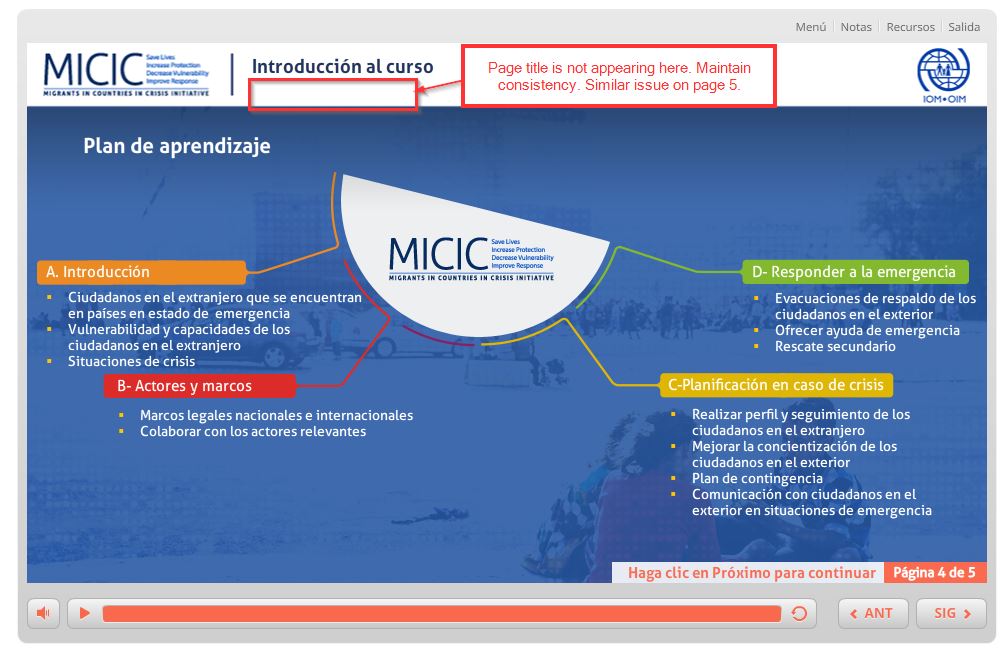 Menú Notas Recursos Salida
MICIC
Save Lives
Increase Protection
Decrease Vulnerability
Improve Response
MIGRANTS IN COUNTRIES IN CRISIS INITIATIVE
Introducción al curso
Page title is not appearing here. Maintain
consistency. Similar issue on page 5.
IOM•OIM
Plan de aprendizaje
MICIC
Save Lives
Increase Protection
Decrease Vulnerability
Improve Response
MIGRANTS IN COUNTRIES IN CRISIS INITIATIVE
A. Introducción
Ciudadanos en el extranjero que se encuentran
en países en estado de emergencia
Vulnerabilidad y capacidades de los
ciudadanos en el extranjero
Situaciones de crisis
B- Actores y marcos
Marcos legales nacionales e internacionales
Colaborar con los actores relevantes
D- Responder a la emergencia
Evacuaciones de respaldo de los
ciudadanos en el exterior
Ofrecer ayuda de emergencia
Rescate secundario
C-Planificación en caso de crisis
Realizar perfil y seguimiento de los
ciudadanos en el extranjero
Mejorar la concientización de los
ciudadanos en el exterior
Plan de contingencia
Comunicación con ciudadanos en el
exterior en situaciones de emergencia
Haga clic en Próximo para continuar
Página 4 de 5
ANT
SIG